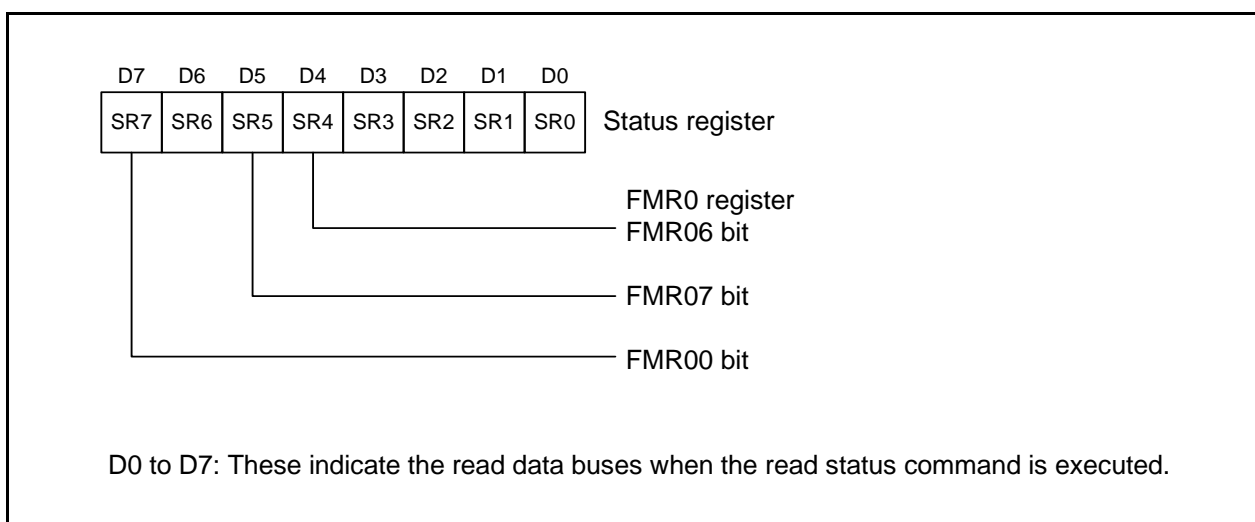 D7 D6 D5 D4 D3 D2 D1 D0
SR7 SR6 SR5 SR4 SR3 SR2 SR1 SR0 Status register
FMR0 register
FMR06 bit
FMR07 bit
FMR00 bit
D0 to D7: These indicate the read data buses when the read status command is executed.